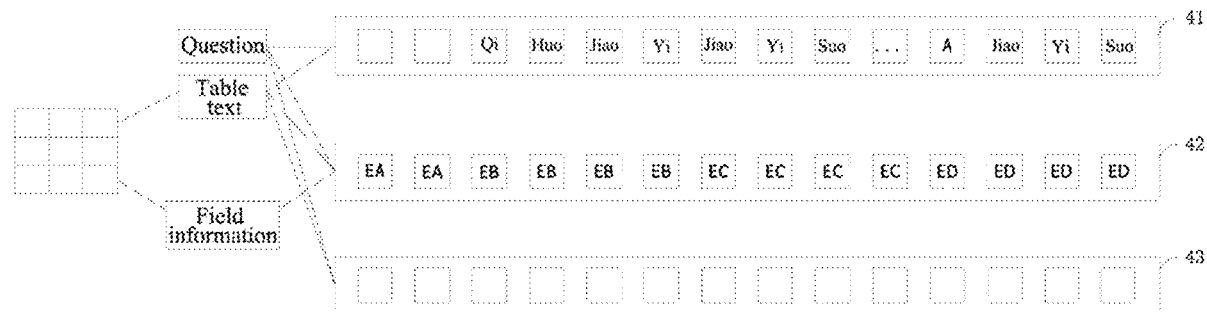 41
Question
Qi Huo Jiao Yi Jiao Yi Suo ... A Jiao Yi Suo
Table
text
42
EA EA EB EB EB EB EC EC EC EC ED ED ED ED
Field
information
43